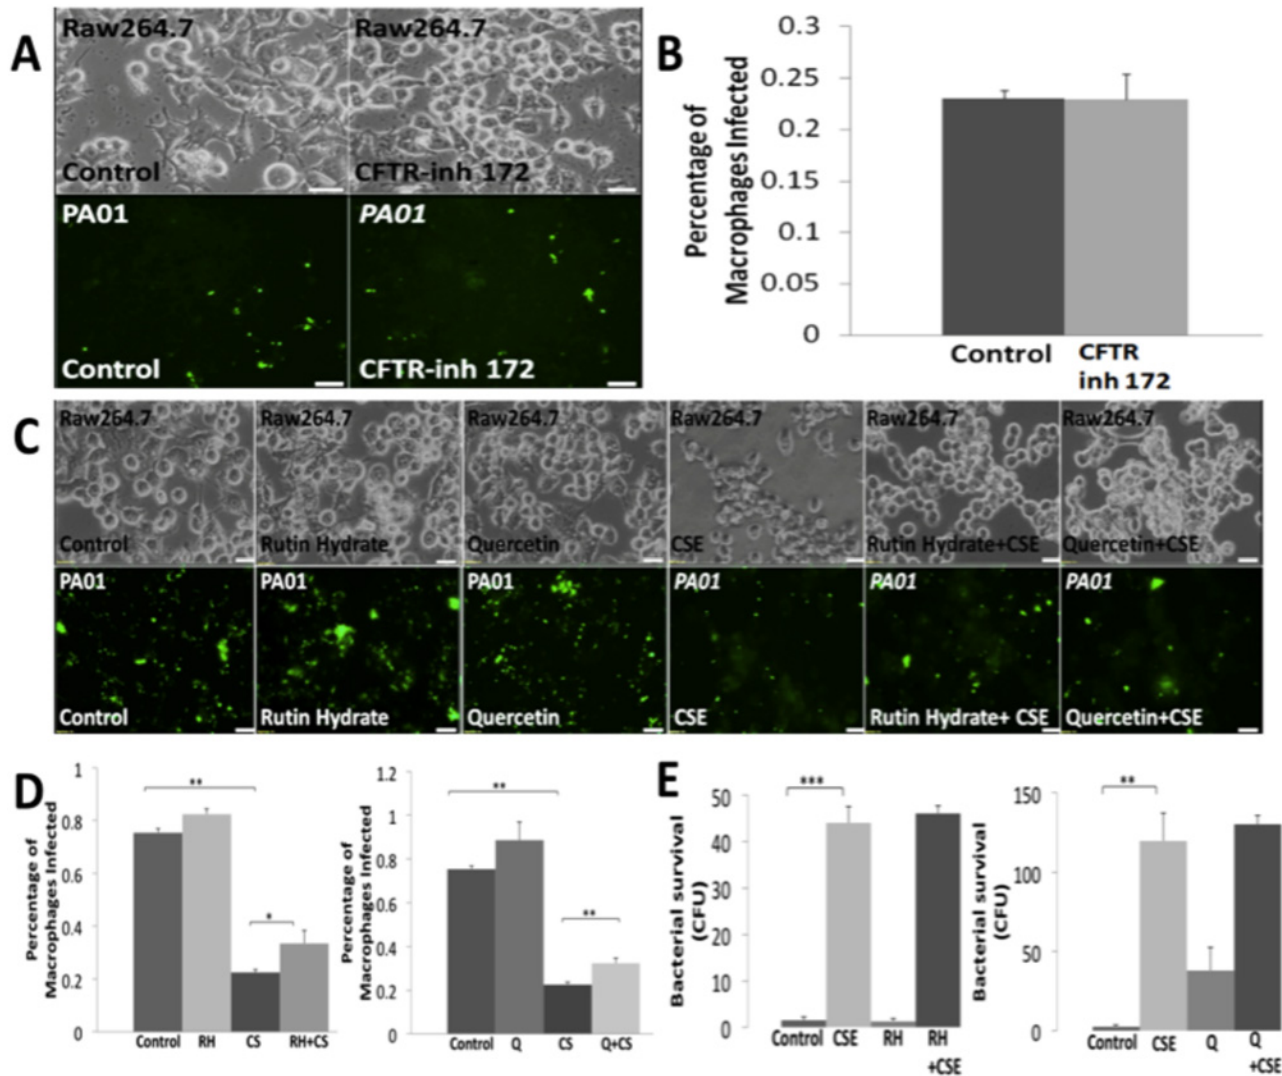 A
Raw264.7
Raw264.7
Control
CFTR-inh 172
PA01
PA01
Control
CFTR-inh 172
B
Percentage of
Macrophages Infected
0.3
0.25
0.2
0.15
0.1
0.05
0
Control
CFTR
inh 172
C
Raw264.7
Raw264.7
Raw264.7
Raw264.7
Raw264.7
Raw264.7
Control
Rutin Hydrate
Quercetin
CSE
Rutin Hydrate+CSE
Quercetin+CSE
PA01
PA01
PA01
PA01
PA01
PA01
Control
Rutin Hydrate
Quercetin
CSE
Rutin Hydrate+ CSE
Quercetin+CSE
D
Percentage of
Macrophages Infected
1
0.8
0.6
0.4
0.2
0
**
*
Control
RH
CS
RH+CS
Percentage of
Macrophages Infected
1.2
1
0.8
0.6
0.4
0.2
0
**
**
Control
Q
CS
Q+CS
E
Bacterial survival
(CFU)
50
40
30
20
10
0
***
Control
CSE
RH
RH
+CSE
Bacterial survival
(CFU)
150
100
50
0
**
Control
CSE
Q
Q
+CSE